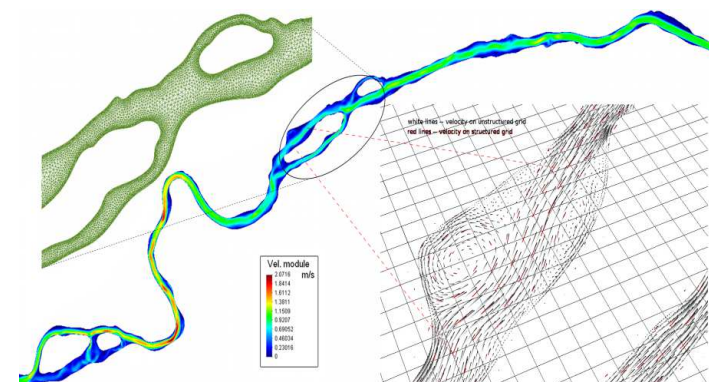 white lines – velocity on unstructured grid
red lines – velocity on structured grid
Vel. module
m/s
2.0716
1.8414
1.6112
1.3811
1.1509
0.9207
0.69052
0.46034
0.23016
0